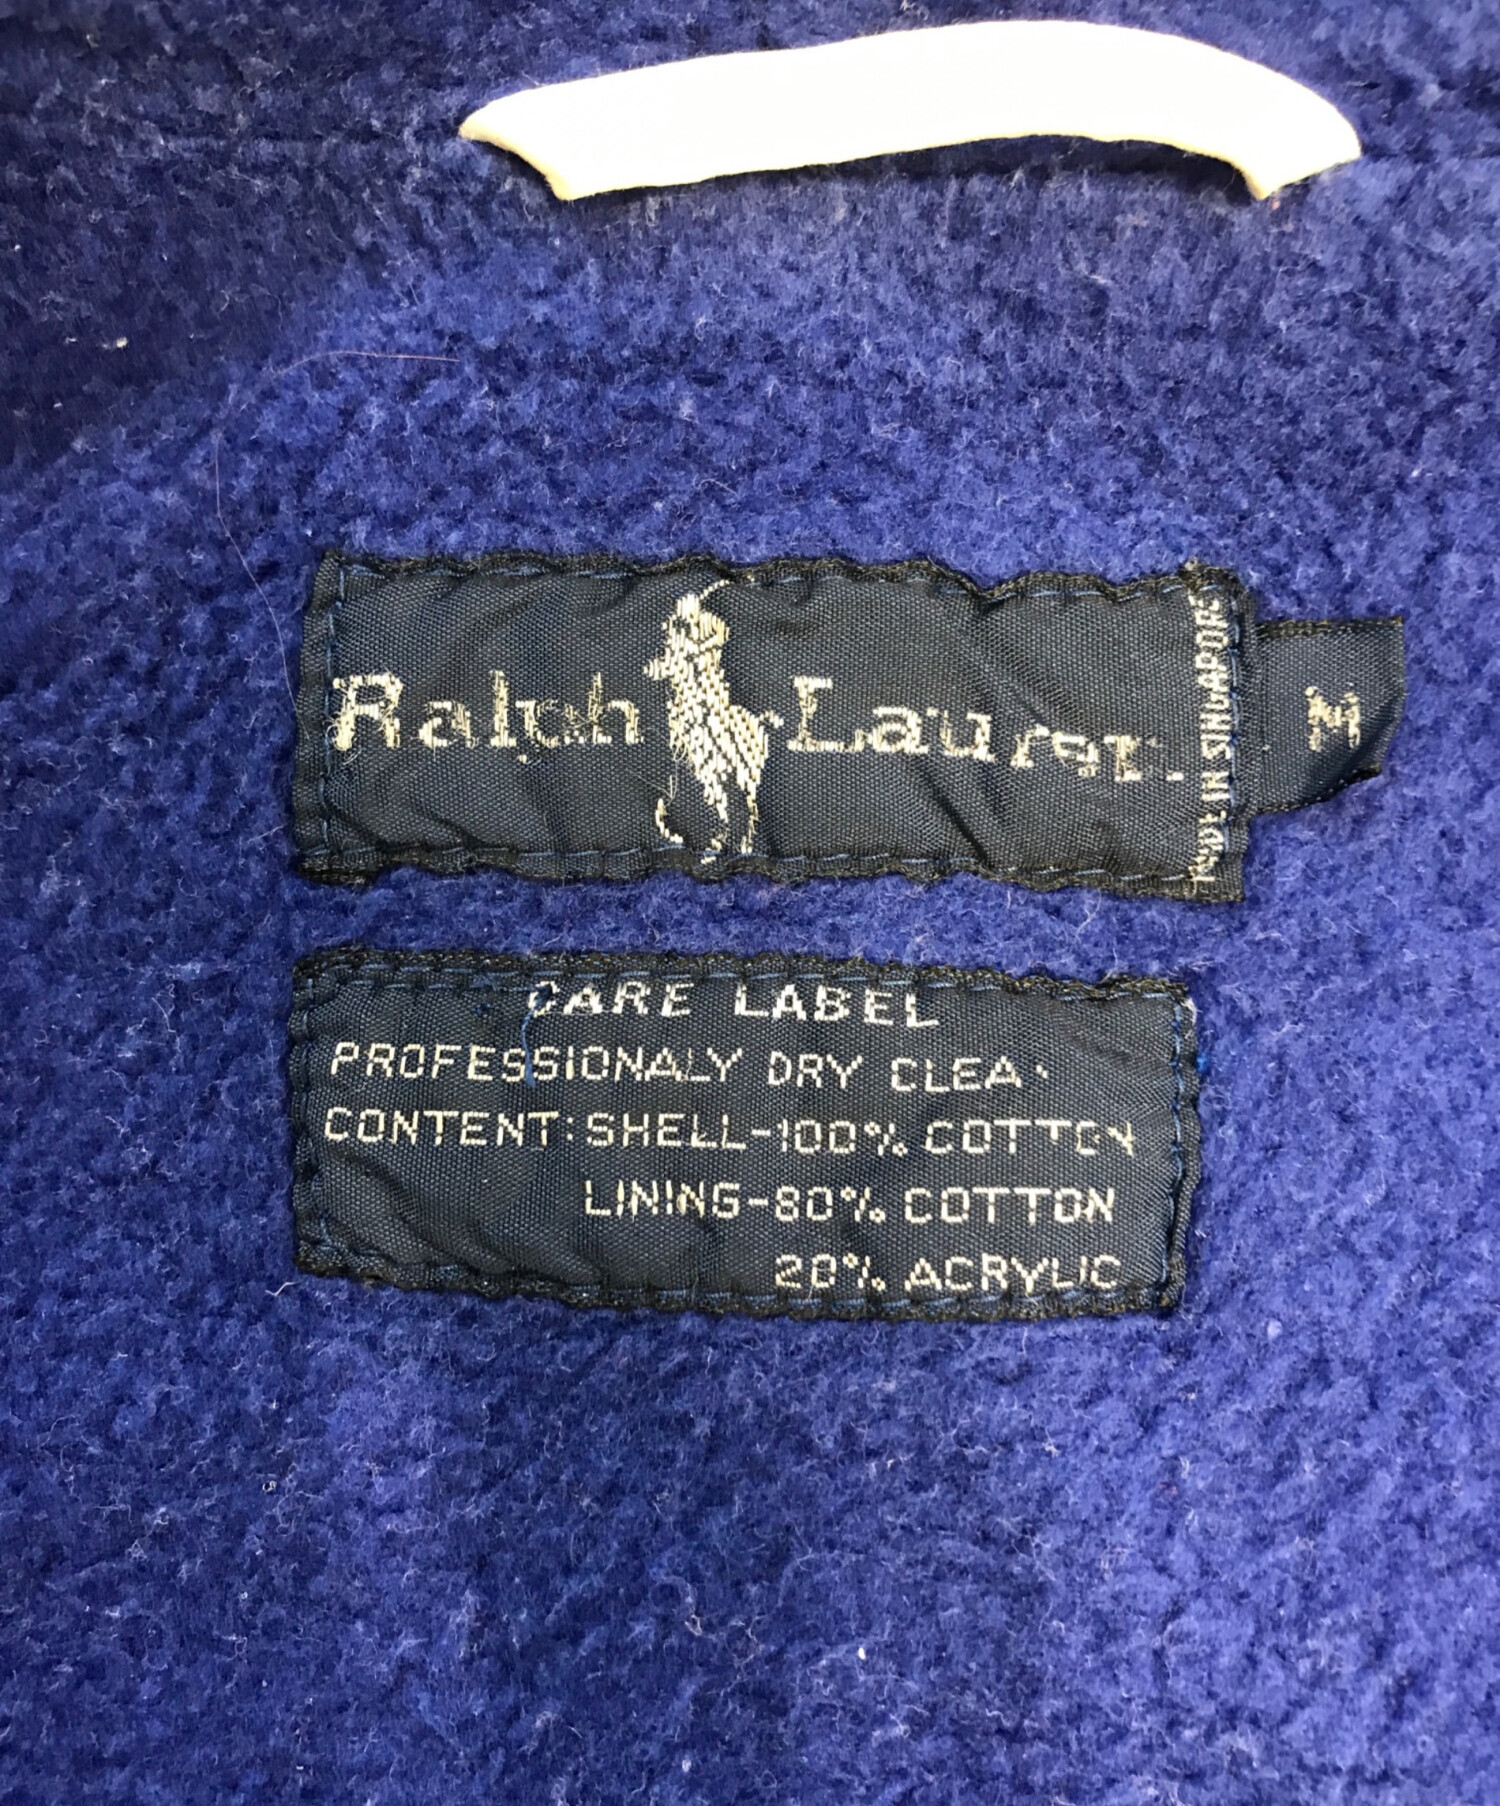 Ralph Lauren
MADE IN SINGAPORE
M
CARE LABEL
PROFESSIONALY DRY CLEA
CONTENT:SHELL-100% COTTON
LINING-80% COTTON
20% ACRYLIC